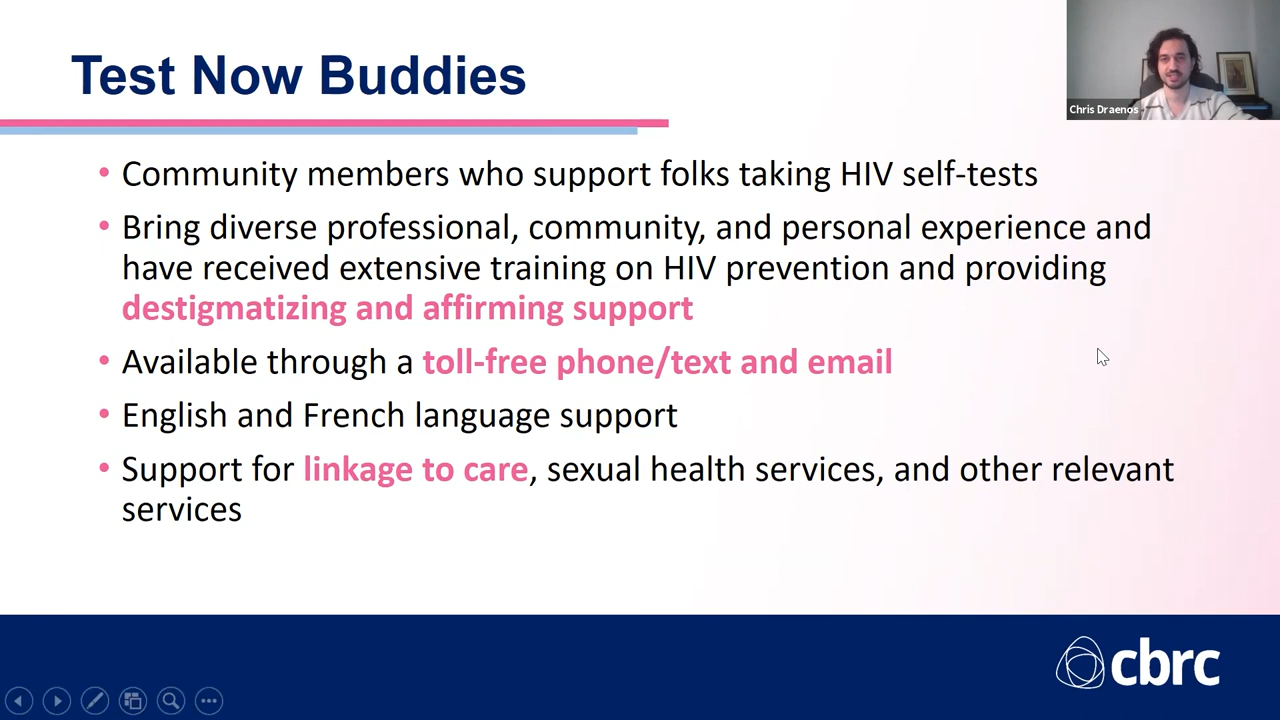 Test Now Buddies
Chris Draenos
• Community members who support folks taking HIV self-tests
• Bring diverse professional, community, and personal experience and
have received extensive training on HIV prevention and providing
destigmatizing and affirming support
• Available through a toll-free phone/text and email
• English and French language support
• Support for linkage to care, sexual health services, and other relevant
services
cbrc